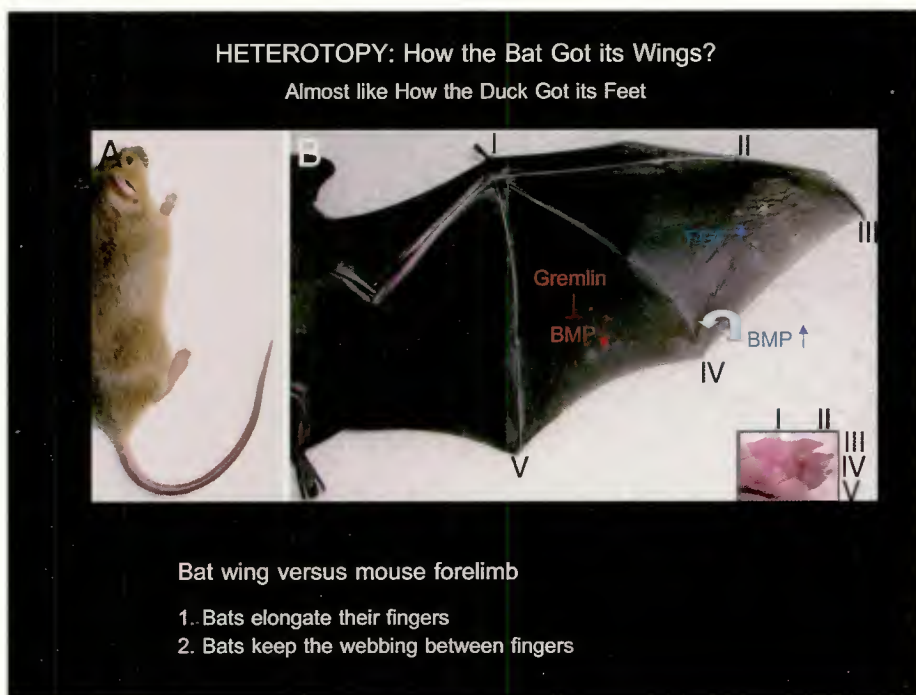 HETEROTOPY: How the Bat Got its Wings?
Almost like How the Duck Got its Feet
A
B
I
II
III
Gremlin
BMP
BMP ↑
IV
V
I II
III
IV
V
Bat wing versus mouse forelimb
1. Bats elongate their fingers
2. Bats keep the webbing between fingers